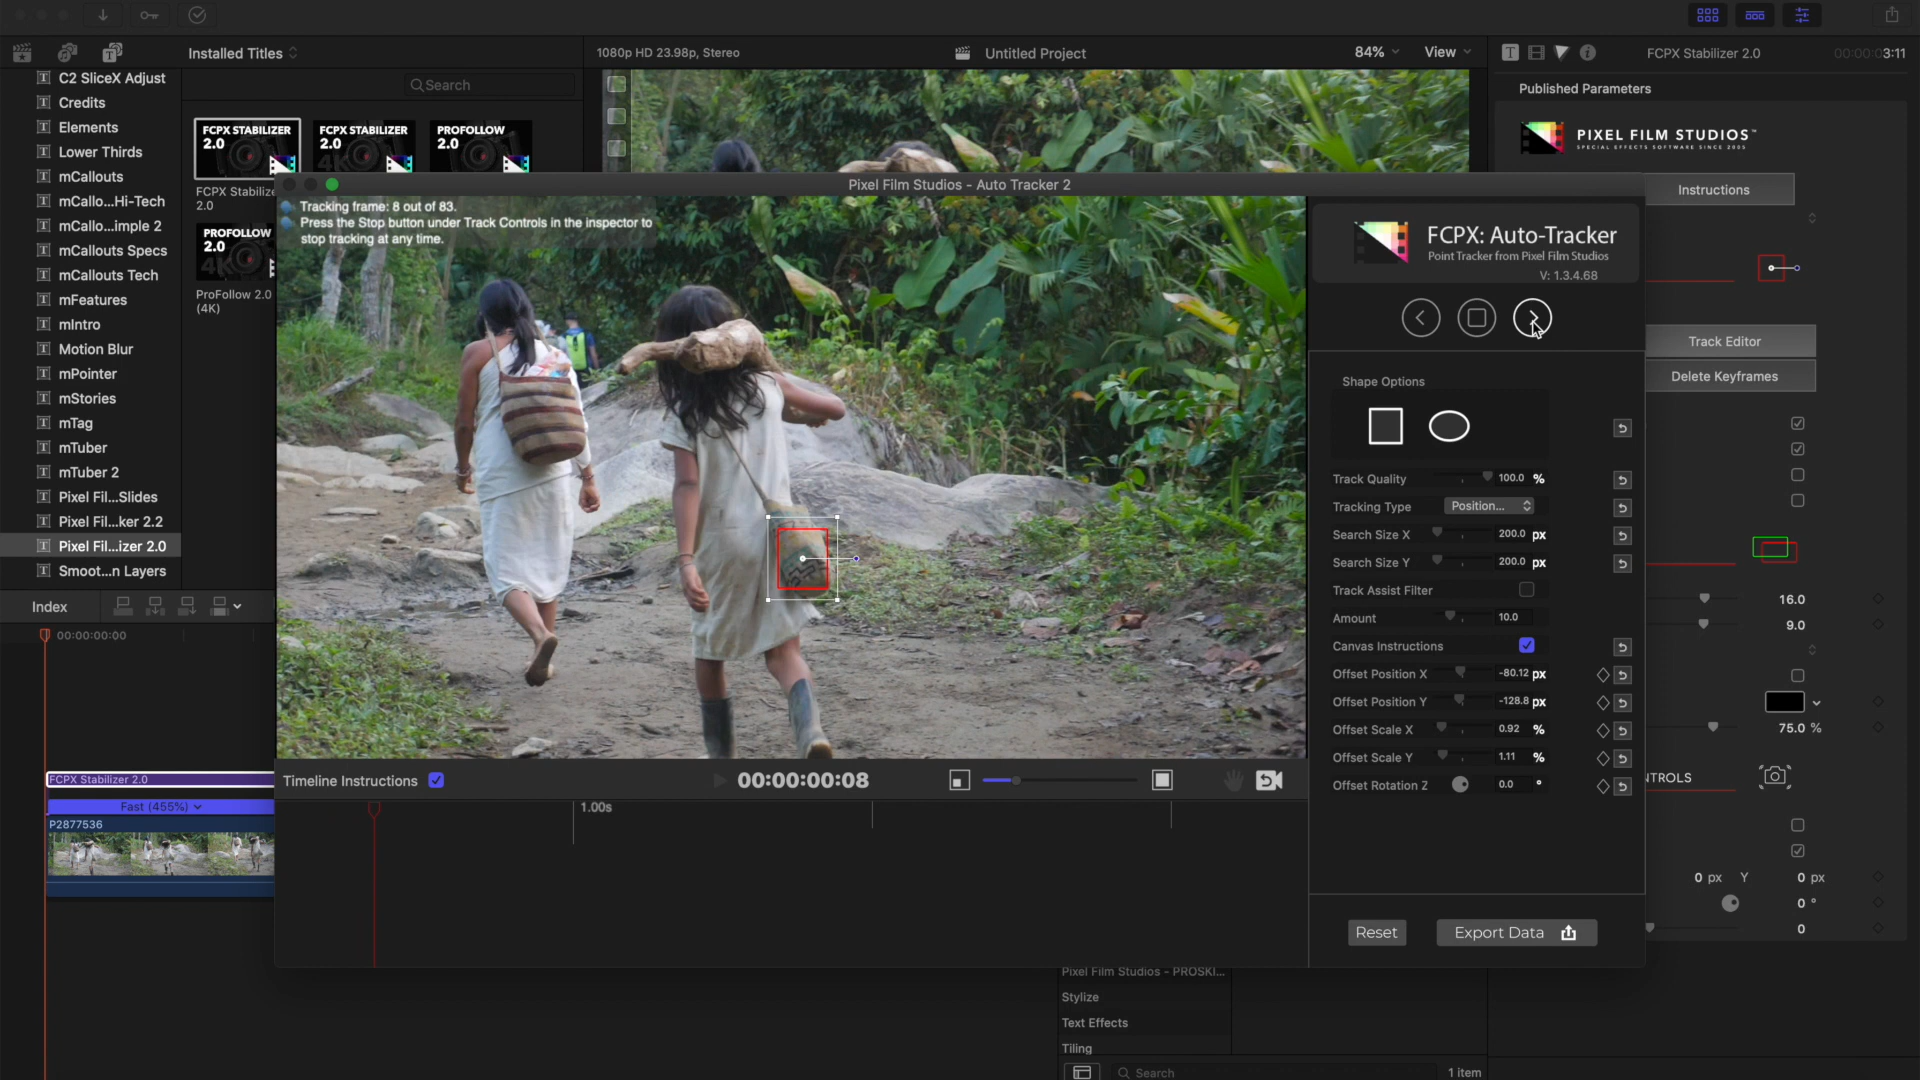 Installed Titles
1080p HD 23.98p, Stereo
Untitled Project
84%
View
FCPX Stabilizer 2.0
00:00:03:11
C2 SliceX Adjust
Credits
Elements
Lower Thirds
mCallouts
mCallo...Hi-Tech
mCallo...imple 2
mCallouts Specs
mCallouts Tech
mFeatures
mIntro
Motion Blur
mPointer
mStories
mTag
mTuber
mTuber 2
Pixel Fil...Slides
Pixel Fil...ker 2.2
Pixel Fil...izer 2.0
Smoot...n Layers
Search
FCPX STABILIZER
2.0
FCPX STABILIZER
2.0
4K
PROFOLLOW
2.0
FCPX Stabilize
2.0
PROFOLLOW
2.0
4K
ProFollow 2.0
(4K)
Published Parameters
PIXEL FILM STUDIOS™
SPECIAL EFFECTS SOFTWARE SINCE 2005
Instructions
Track Editor
Delete Keyframes
16.0
9.0
75.0 %
NTROLS
0 px Y 0 px
0 °
0
Pixel Film Studios - Auto Tracker 2
Tracking frame: 8 out of 83.
Press the Stop button under Track Controls in the inspector to
stop tracking at any time.
FCPX: Auto-Tracker
Point Tracker from Pixel Film Studios
V: 1.3.4.68
Shape Options
Track Quality 100.0 %
Tracking Type Position...
Search Size X 200.0 px
Search Size Y 200.0 px
Track Assist Filter
Amount 10.0
Canvas Instructions
Offset Position X -80.12 px
Offset Position Y -128.8 px
Offset Scale X 0.92 %
Offset Scale Y 1.11 %
Offset Rotation Z 0.0 °
Reset
Export Data
Timeline Instructions
00:00:00:08
1.00s
Index
00:00:00:00
FCPX Stabilizer 2.0
Fast (455%)
P2877536
Pixel Film Studios - PROSKI...
Stylize
Text Effects
Tiling
Search
1 item